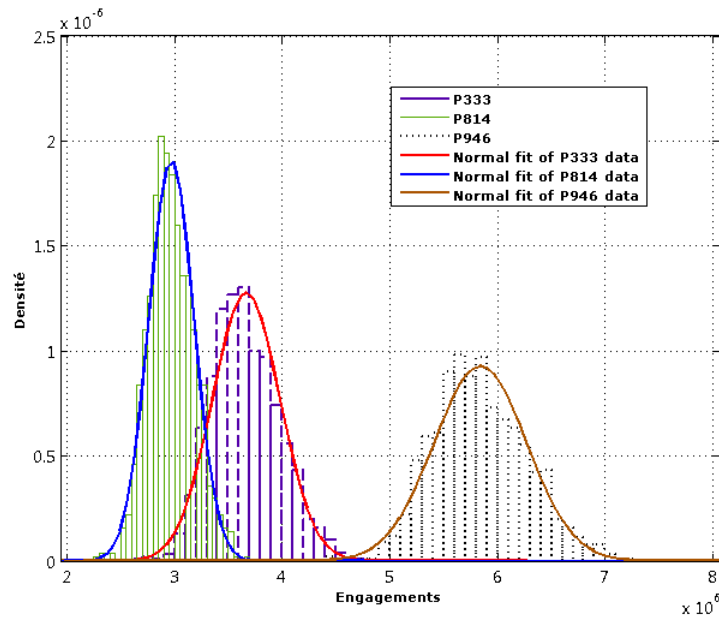 x 10^-6
2.5
2
1.5
1
0.5
0
Densité
P333
P814
P946
Normal fit of P333 data
Normal fit of P814 data
Normal fit of P946 data
2 3 4 5 6 7 8
Engagements
x 10^6